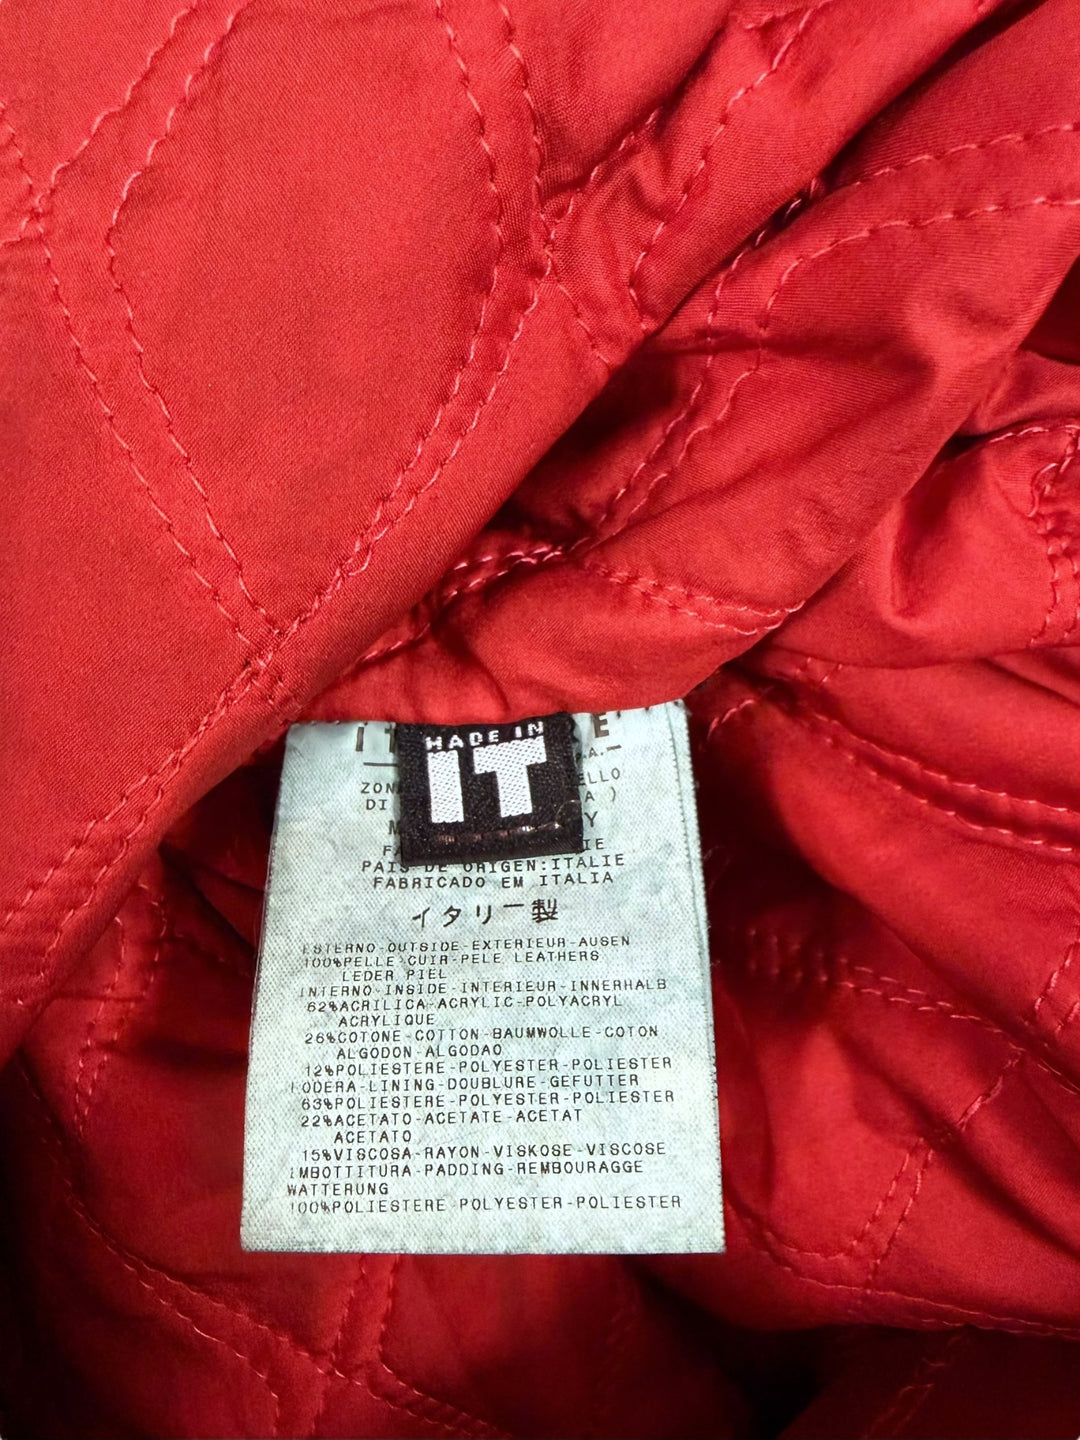 MADE IN
IT
PAIS DE ORIGEN:ITALIE
FABRICADO EM ITALIA
イタリー製
ESTERNO-OUTSIDE-EXTERIEUR-AUSEN
100%PELLE-CUIR-PELE LEATHERS
LEDER PIEL
INTERNO-INSIDE-INTERIEUR-INNERHALB
62%ACRILICA-ACRYLIC-POLYACRYL
ACRYLIQUE
26%COTONE-COTTON-BAUMWOLLE-COTON
ALGODON-ALGODAO
12%POLIESTERE-POLYESTER-POLIESTER
FODERA-LINING-DOUBLURE-GEFUTTER
63%POLIESTERE-POLYESTER-POLIESTER
22%ACETATO-ACETATE-ACETAT
ACETATO
15%VISCOSA-RAYON-VISKOSE-VISCOSE
IMBOTTITURA-PADDING-REMBOURAGGE
WATTERUNG
100%POLIESTERE-POLYESTER-POLIESTER